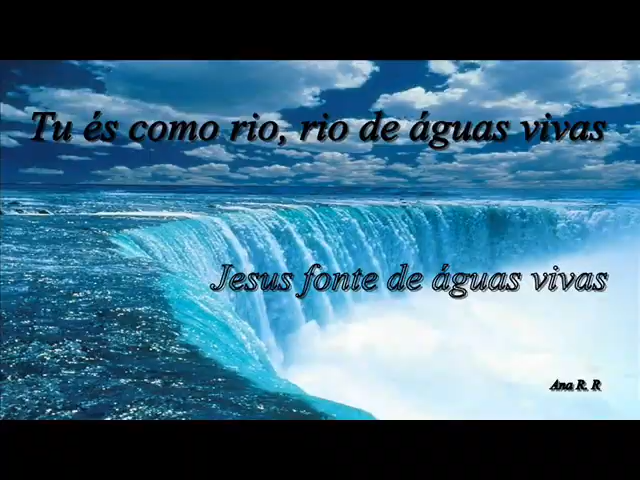 Tu és como rio, rio de águas vivas
Jesus fonte de águas vivas
Ana R. R